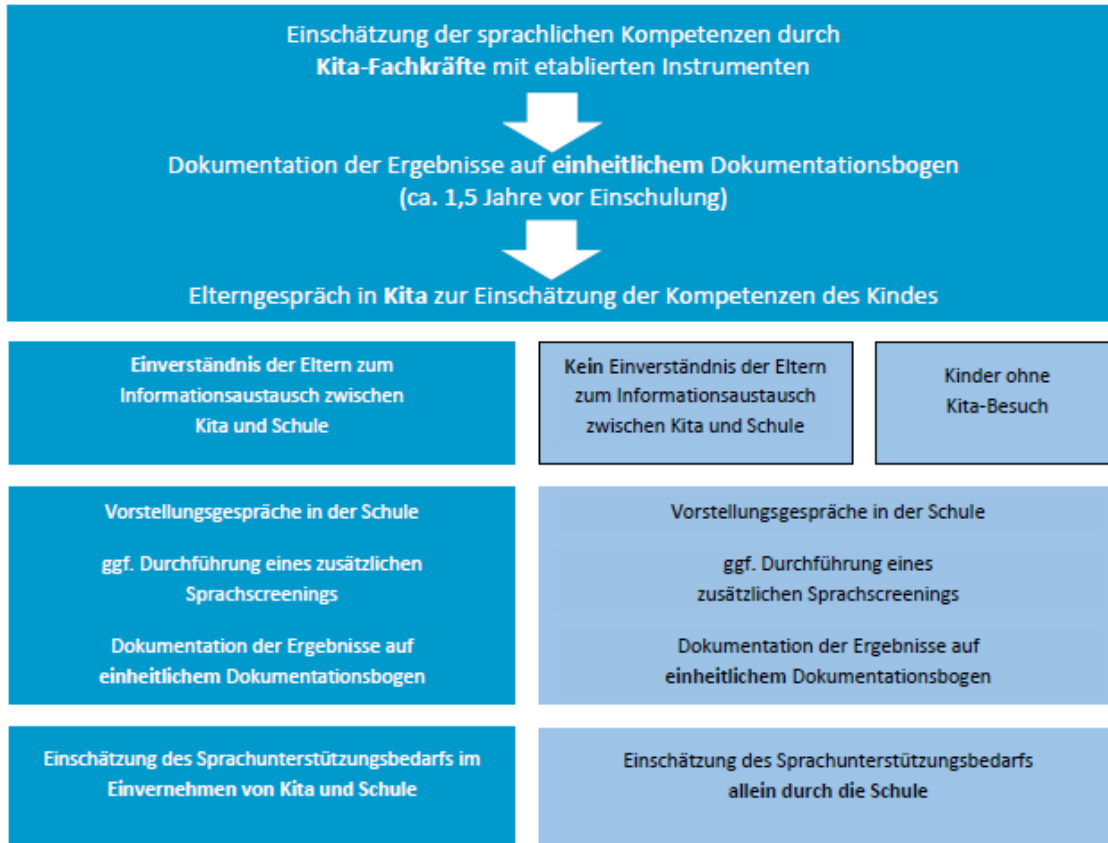 Einschätzung der sprachlichen Kompetenzen durch
Kita-Fachkräfte mit etablierten Instrumenten
Dokumentation der Ergebnisse auf einheitlichem Dokumentationsbogen
(ca. 1,5 Jahre vor Einschulung)
Elterngespräch in Kita zur Einschätzung der Kompetenzen des Kindes
Einverständnis der Eltern zum
Informationsaustausch zwischen
Kita und Schule
Kein Einverständnis der Eltern
zum Informationsaustausch
zwischen Kita und Schule
Kinder ohne
Kita-Besuch
Vorstellungsgespräche in der Schule
ggf. Durchführung eines zusätzlichen
Sprachscreenings
Dokumentation der Ergebnisse auf
einheitlichem Dokumentationsbogen
Vorstellungsgespräche in der Schule
ggf. Durchführung eines
zusätzlichen Sprachscreenings
Dokumentation der Ergebnisse auf
einheitlichem Dokumentationsbogen
Einschätzung des Sprachunterstützungsbedarfs im
Einvernehmen von Kita und Schule
Einschätzung des Sprachunterstützungsbedarfs
allein durch die Schule